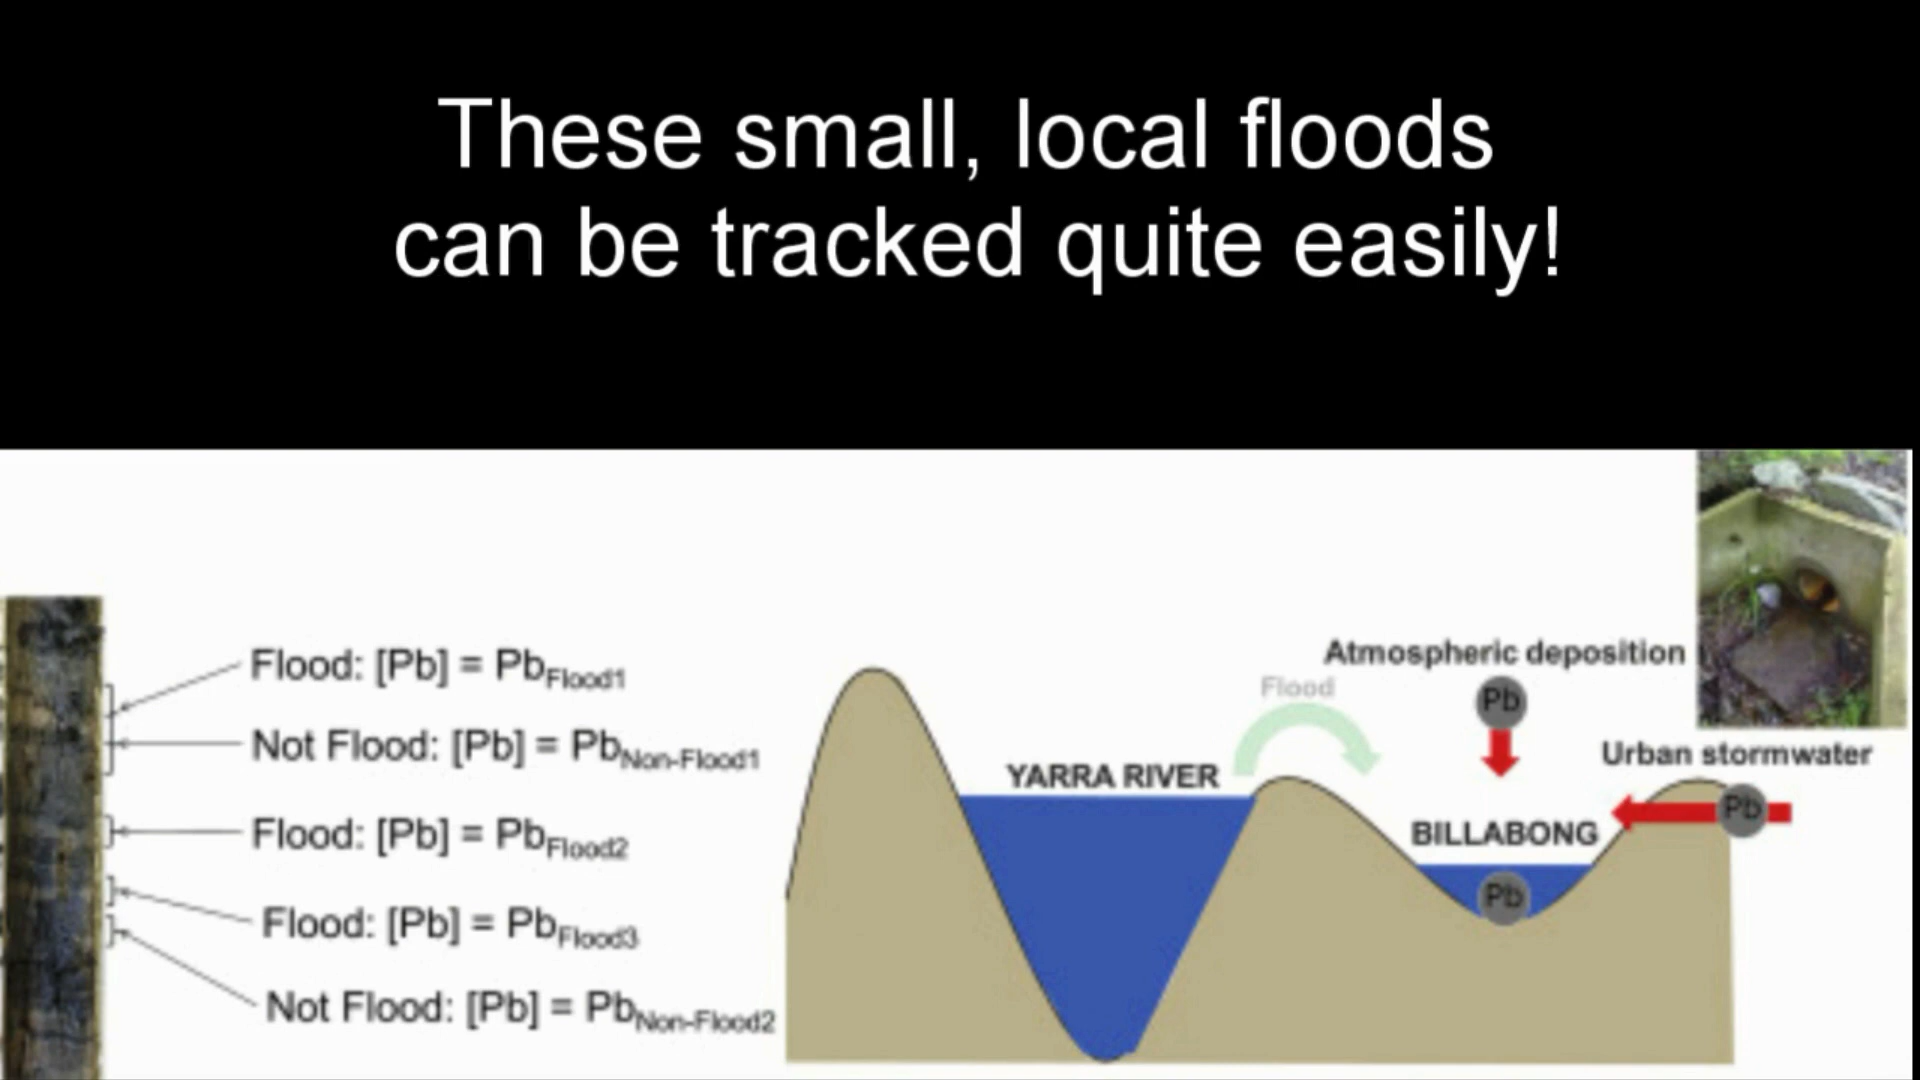 These small, local floods
can be tracked quite easily!
Flood: [Pb] = PbFlood1
Not Flood: [Pb] = PbNon-Flood1
Flood: [Pb] = PbFlood2
Flood: [Pb] = PbFlood3
Not Flood: [Pb] = PbNon-Flood2
Atmospheric deposition
Flood
Pb
Urban stormwater
YARRA RIVER
Pb
BILLABONG
Pb